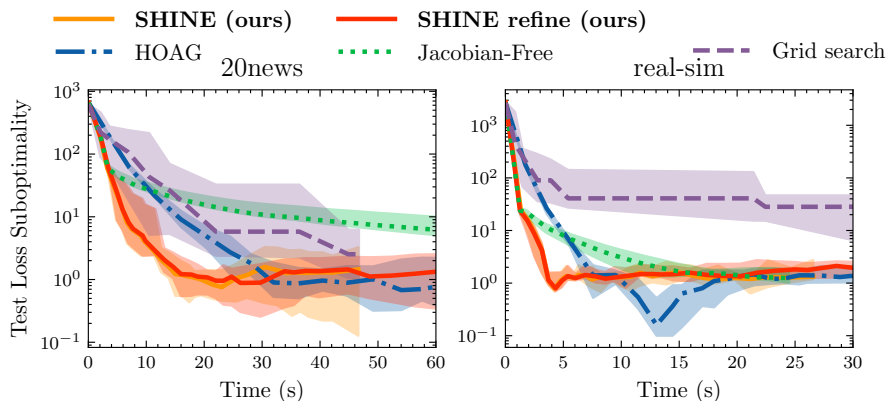 SHINE (ours) SHINE refine (ours)
HOAG Jacobian-Free Grid search
20news real-sim
Test Loss Suboptimality
10³
10²
10¹
10⁰
10⁻¹
0 10 20 30 40 50 60
Time (s)
10³
10²
10¹
10⁰
10⁻¹
0 5 10 15 20 25 30
Time (s)